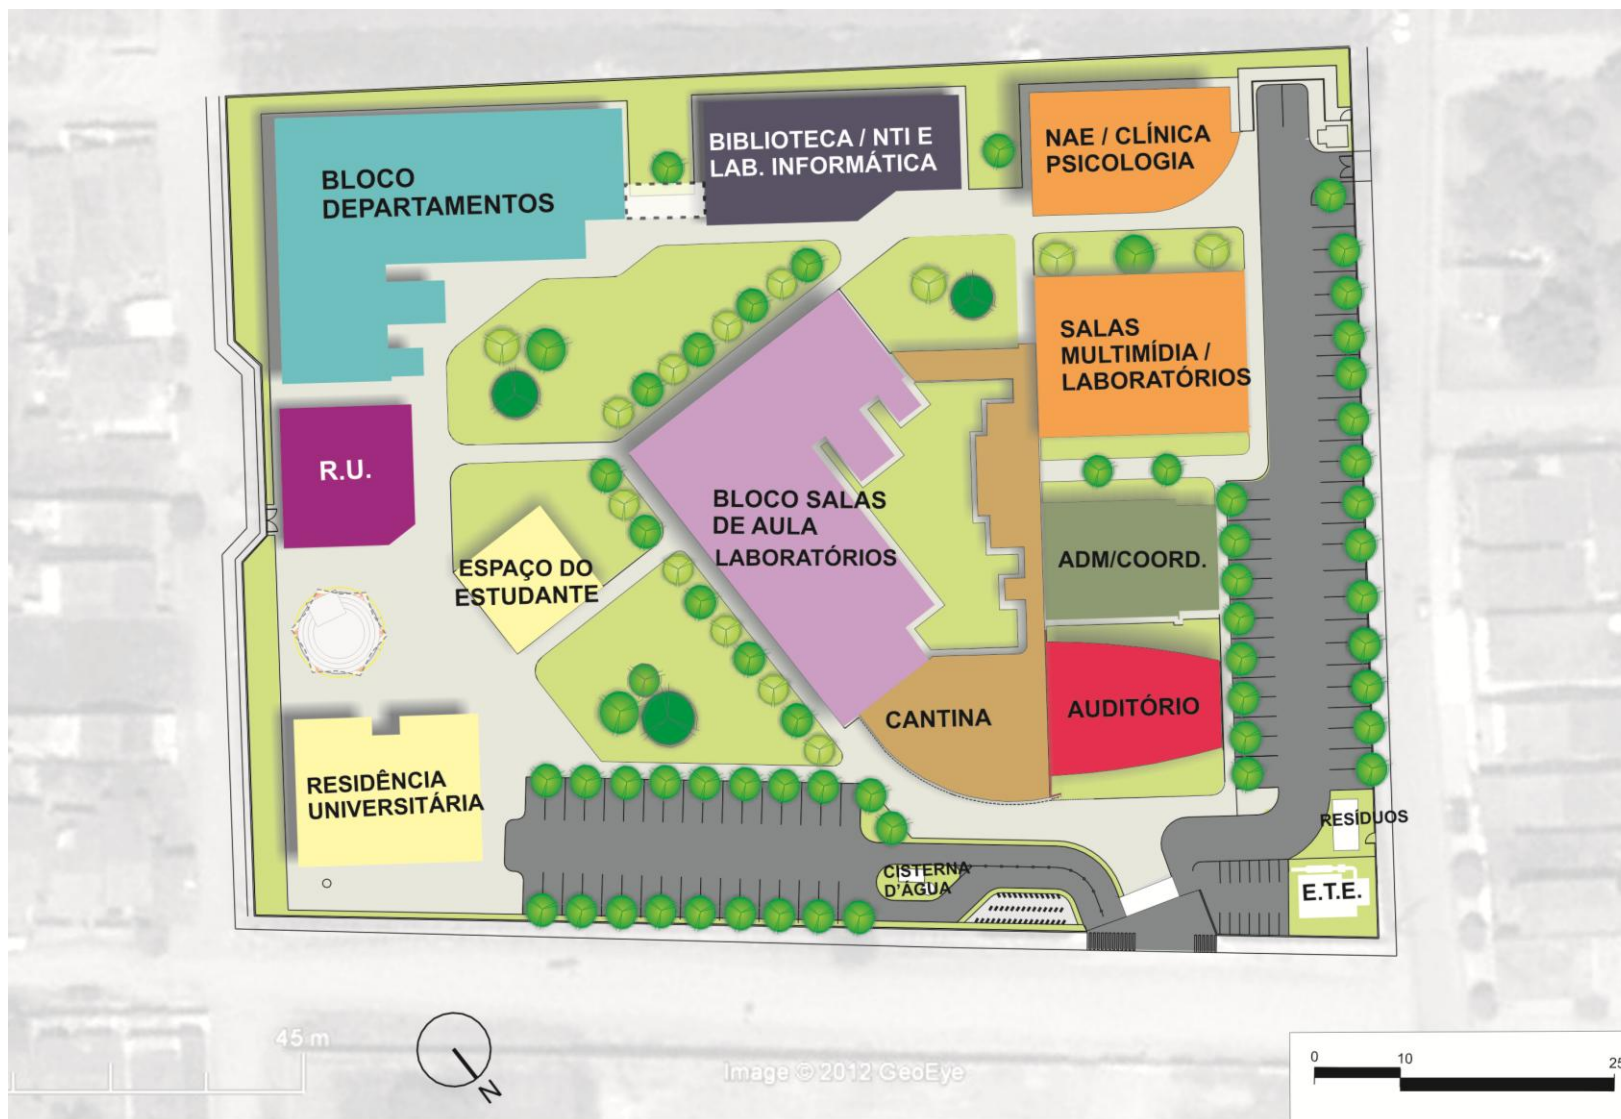 BLOCO
DEPARTAMENTOS
BIBLIOTECA / NTI E
LAB. INFORMÁTICA
NAE / CLÍNICA
PSICOLOGIA
SALAS
MULTIMÍDIA /
LABORATÓRIOS
R.U.
BLOCO SALAS
DE AULA
LABORATÓRIOS
ESPAÇO DO
ESTUDANTE
ADM/COORD.
CANTINA
AUDITÓRIO
RESIDÊNCIA
UNIVERSITÁRIA
RESÍDUOS
CISTERNA
D'ÁGUA
E.T.E.
45 m
N
Image © 2012 GeoEye
0 10 25